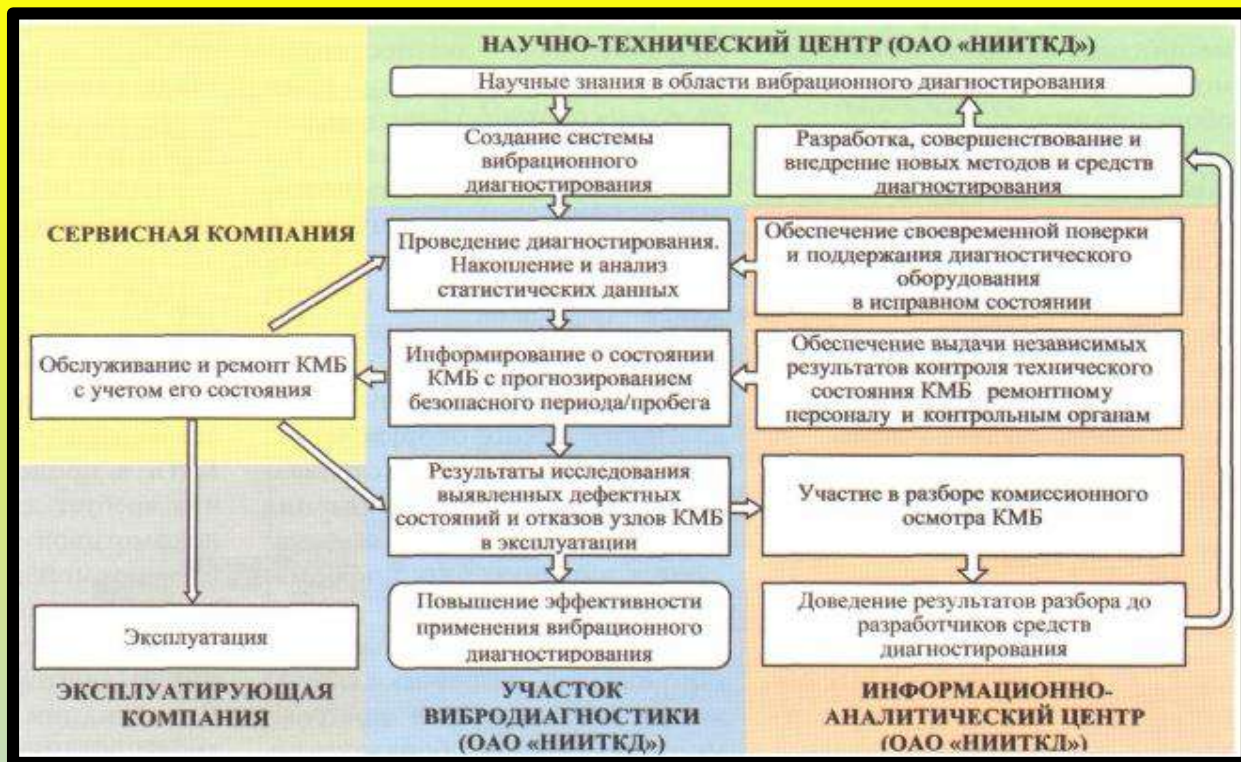 НАУЧНО-ТЕХНИЧЕСКИЙ ЦЕНТР (ОАО «НИИТКД»)
Научные знания в области вибрационного диагностирования
Создание системы
вибрационного
диагностирования
Разработка, совершенствование и
внедрение новых методов и средств
диагностирования
СЕРВИСНАЯ КОМПАНИЯ
Проведение диагностирования.
Накопление и анализ
статистических данных
Обеспечение своевременной поверки
и поддержания диагностического
оборудования
в исправном состоянии
Обслуживание и ремонт КМБ
с учетом его состояния
Информирование о состоянии
КМБ с прогнозированием
безопасного периода/пробега
Обеспечение выдачи независимых
результатов контроля технического
состояния КМБ ремонтному
персоналу и контрольным органам
Результаты исследования
выявленных дефектных
состояний и отказов узлов КМБ
в эксплуатации
Участие в разборе комиссионного
осмотра КМБ
Эксплуатация
Повышение эффективности
применения вибрационного
диагностирования
Доведение результатов разбора до
разработчиков средств
диагностирования
ЭКСПЛУАТИРУЮЩАЯ
КОМПАНИЯ
УЧАСТОК
ВИБРОДИАГНОСТИКИ
(ОАО «НИИТКД»)
ИНФОРМАЦИОННО-
АНАЛИТИЧЕСКИЙ ЦЕНТР
(ОАО «НИИТКД»)